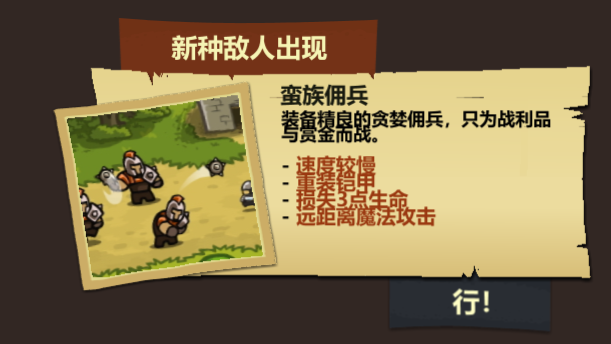 新种敌人出现
蛮族佣兵
装备精良的贪婪佣兵，只为战利品
与赏金而战。
- 速度较慢
- 重装铠甲
- 损失3点生命
- 远距离魔法攻击
行！